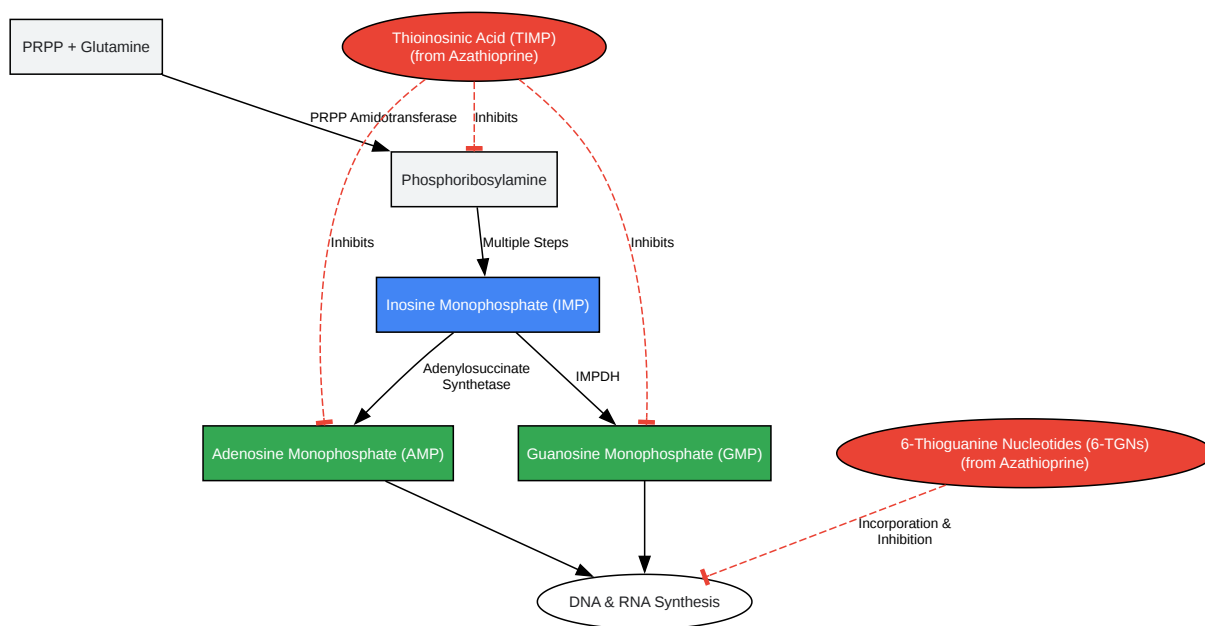 PRPP + Glutamine
Thioinosinic Acid (TIMP)
(from Azathioprine)
PRPP Amidotransferase
Inhibits
Phosphoribosylamine
Inhibits
Multiple Steps
Inhibits
Inosine Monophosphate (IMP)
Adenylosuccinate
Synthetase
IMPDH
Adenosine Monophosphate (AMP)
Guanosine Monophosphate (GMP)
6-Thioguanine Nucleotides (6-TGNs)
(from Azathioprine)
Incorporation &
Inhibition
DNA & RNA Synthesis